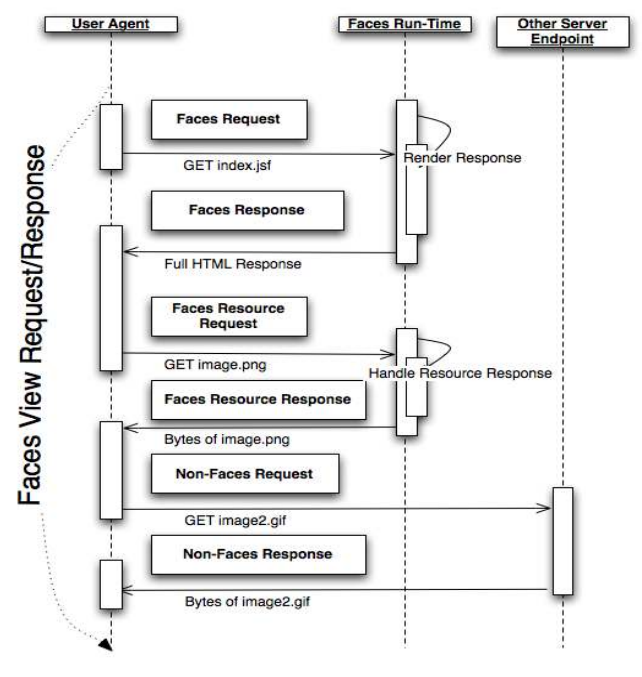 User Agent
Faces Run-Time
Other Server
Endpoint
Faces Request
GET index.jsf
Render Response
Faces Response
Full HTML Response
Faces Resource
Request
GET image.png
Handle Resource Response
Faces Resource Response
Bytes of image.png
Non-Faces Request
GET image2.gif
Non-Faces Response
Bytes of image2.gif
Faces View Request/Response